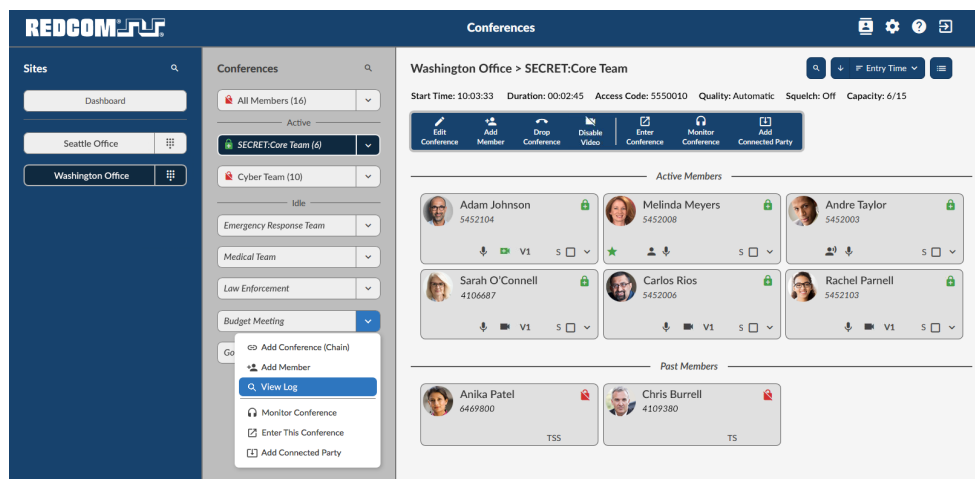 REDCOM
Conferences
Sites
Dashboard
Seattle Office
Washington Office
Conferences
All Members (16)
Active
SECRET:Core Team (6)
Cyber Team (10)
Idle
Emergency Response Team
Medical Team
Law Enforcement
Budget Meeting
Go
Add Conference (Chain)
Add Member
View Log
Monitor Conference
Enter This Conference
Add Connected Party
Washington Office > SECRET:Core Team
Entry Time
Start Time: 10:03:33 Duration: 00:02:45 Access Code: 5550010 Quality: Automatic Squelch: Off Capacity: 6/15
Edit Conference
Add Member
Drop Conference
Disable Video
Enter Conference
Monitor Conference
Add Connected Party
Active Members
Adam Johnson
5452104
V1 S
Melinda Meyers
5452008
S
Andre Taylor
5452003
S
Sarah O'Connell
4106687
V1 S
Carlos Rios
5452006
V1 S
Rachel Parnell
5452103
V1 S
Past Members
Anika Patel
6469800
TSS
Chris Burrell
4109380
TS